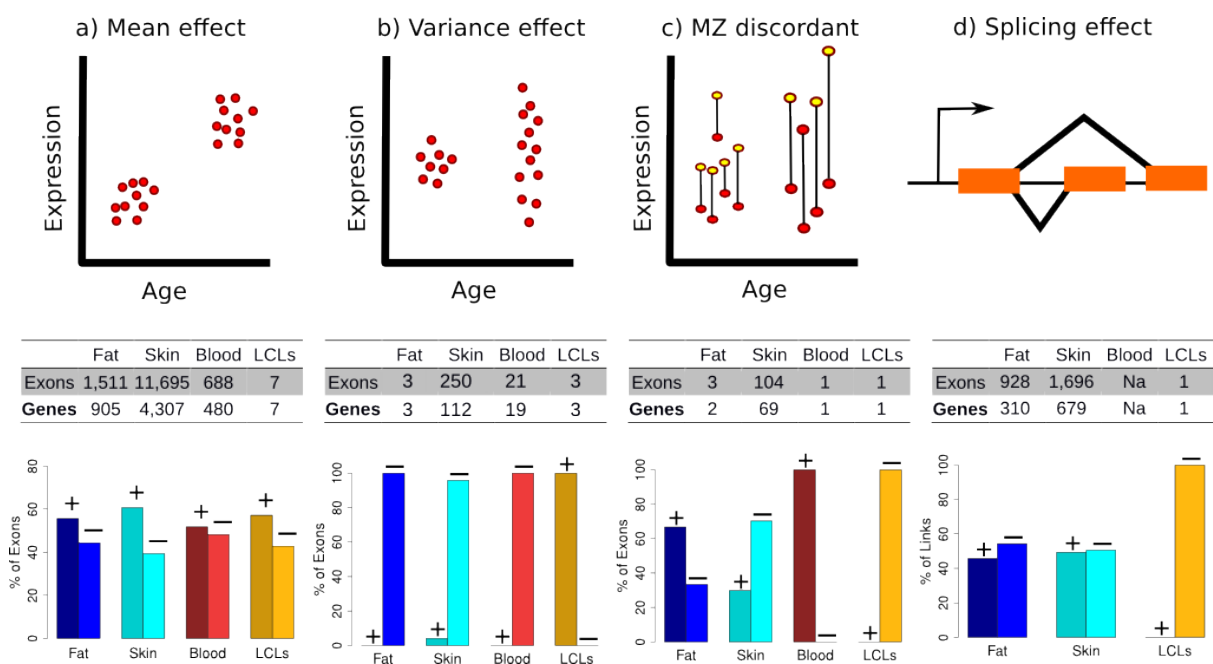 a) Mean effect
Expression
Age
Fat Skin Blood LCLs
Exons 1,511 11,695 688 7
Genes 905 4,307 480 7
% of Exons
80
60
40
20
0
+ − + − + − + −
Fat Skin Blood LCLs
b) Variance effect
Expression
Age
Fat Skin Blood LCLs
Exons 3 250 21 3
Genes 3 112 19 3
% of Exons
100
80
60
40
20
0
+ − + − + − + −
Fat Skin Blood LCLs
c) MZ discordant
Expression
Age
Fat Skin Blood LCLs
Exons 3 104 1 1
Genes 2 69 1 1
% of Exons
100
80
60
40
20
0
+ − + − + − + −
Fat Skin Blood LCLs
d) Splicing effect
Fat Skin Blood LCLs
Exons 928 1,696 Na 1
Genes 310 679 Na 1
% of Links
100
80
60
40
20
0
+ − + − + −
Fat Skin LCLs